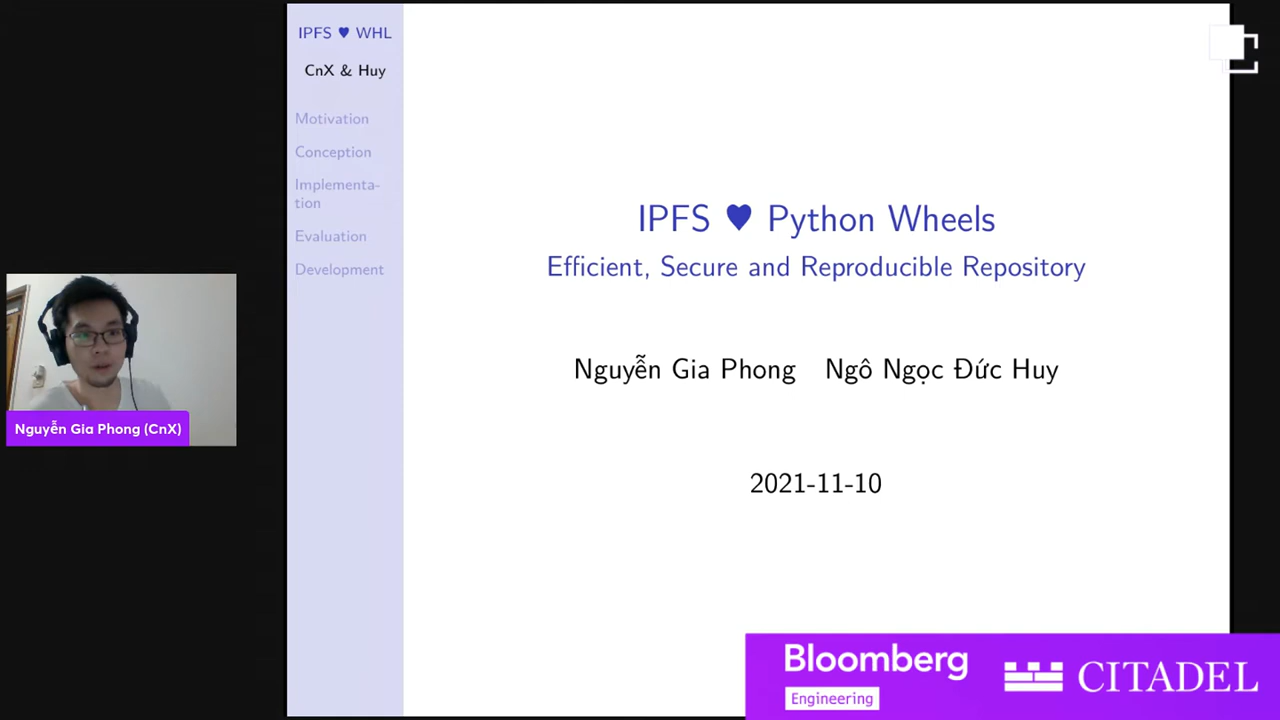 IPFS ♥ WHL
CnX & Huy
Motivation
Conception
Implementa-
tion
Evaluation
Development
IPFS ♥ Python Wheels
Efficient, Secure and Reproducible Repository
Nguyễn Gia Phong Ngô Ngọc Đức Huy
2021-11-10
Nguyễn Gia Phong (CnX)
Bloomberg
Engineering
CITADEL